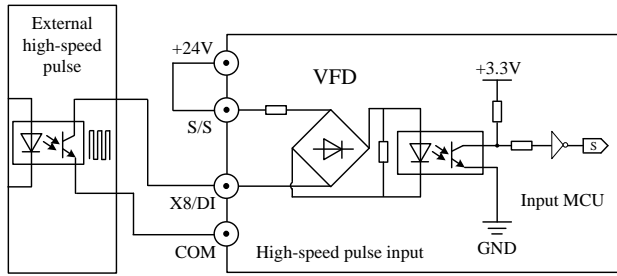 External
high-speed
pulse
+24V
VFD
+3.3V
S/S
S
X8/DI
Input MCU
COM
High-speed pulse input
GND